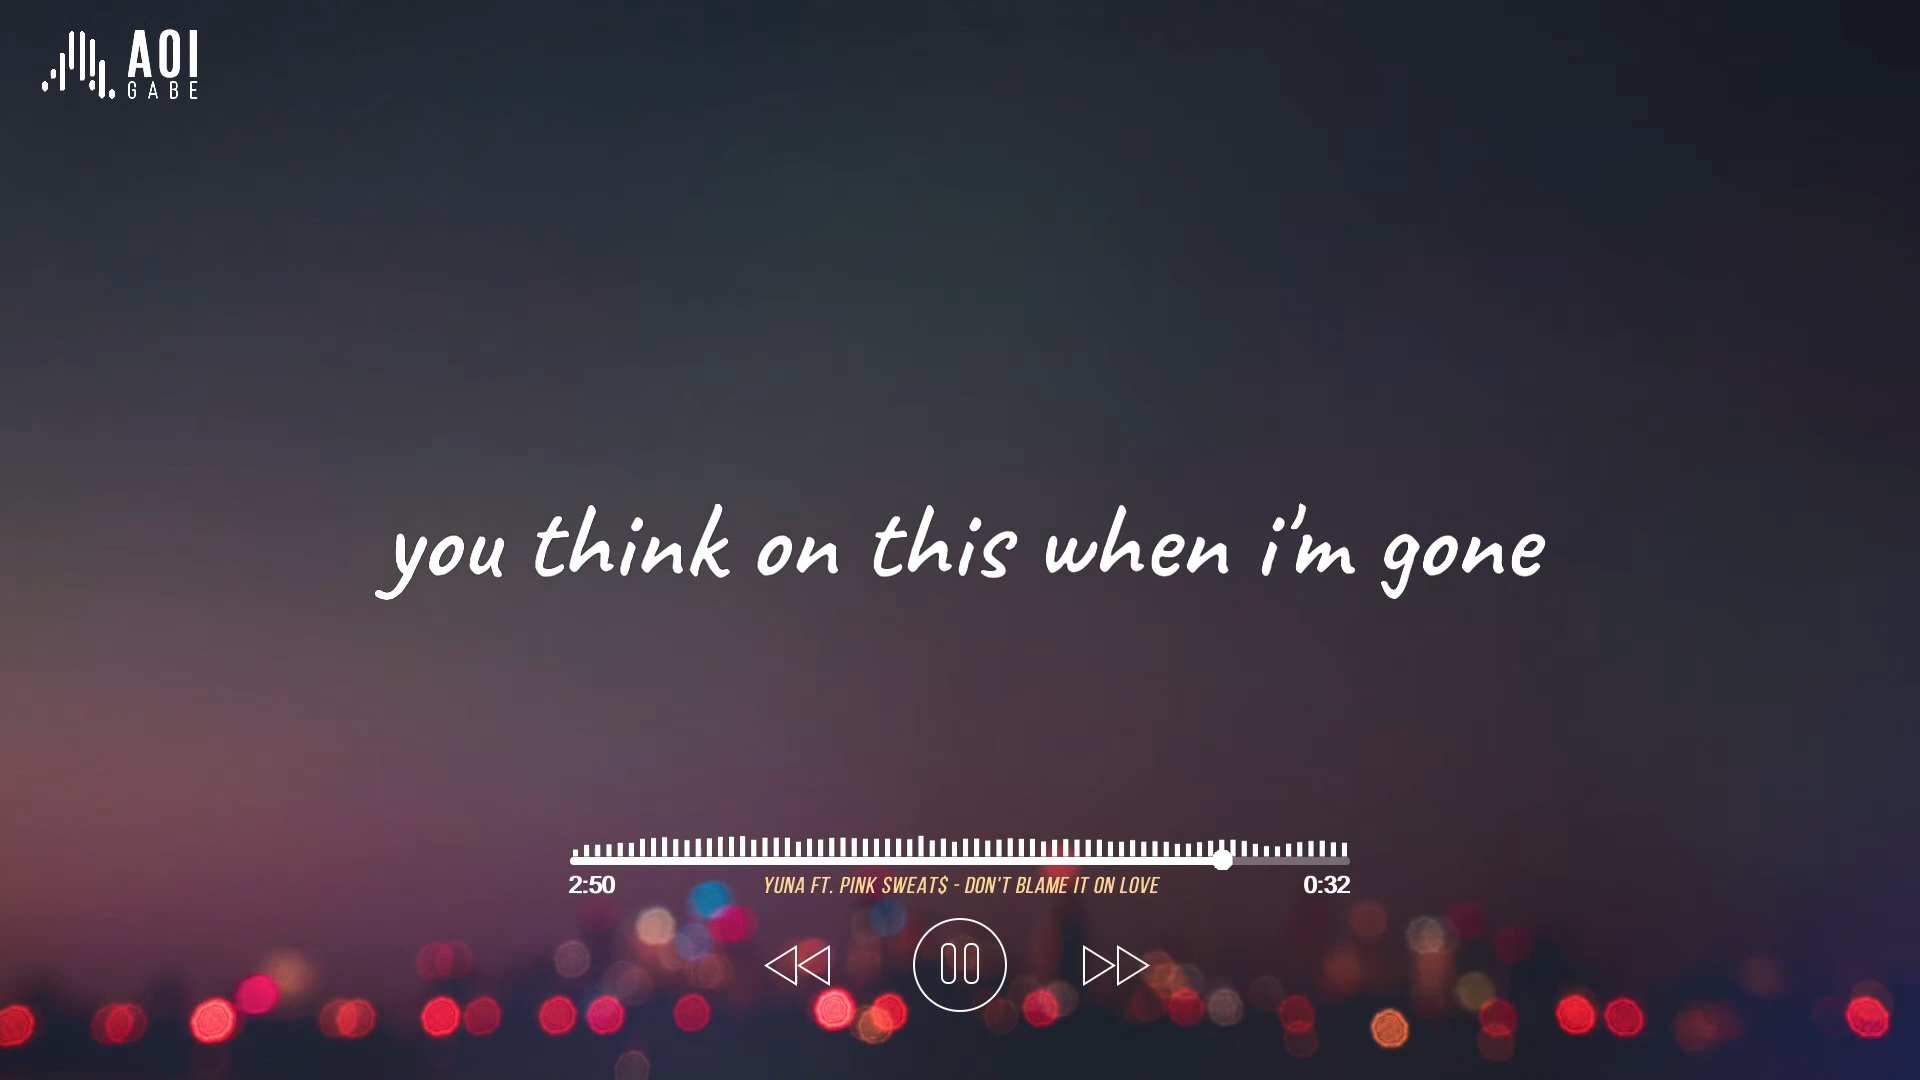 AOI
GABE
you think on this when i'm gone
2:50
YUNA FT. PINK SWEAT$ - DON'T BLAME IT ON LOVE
0:32